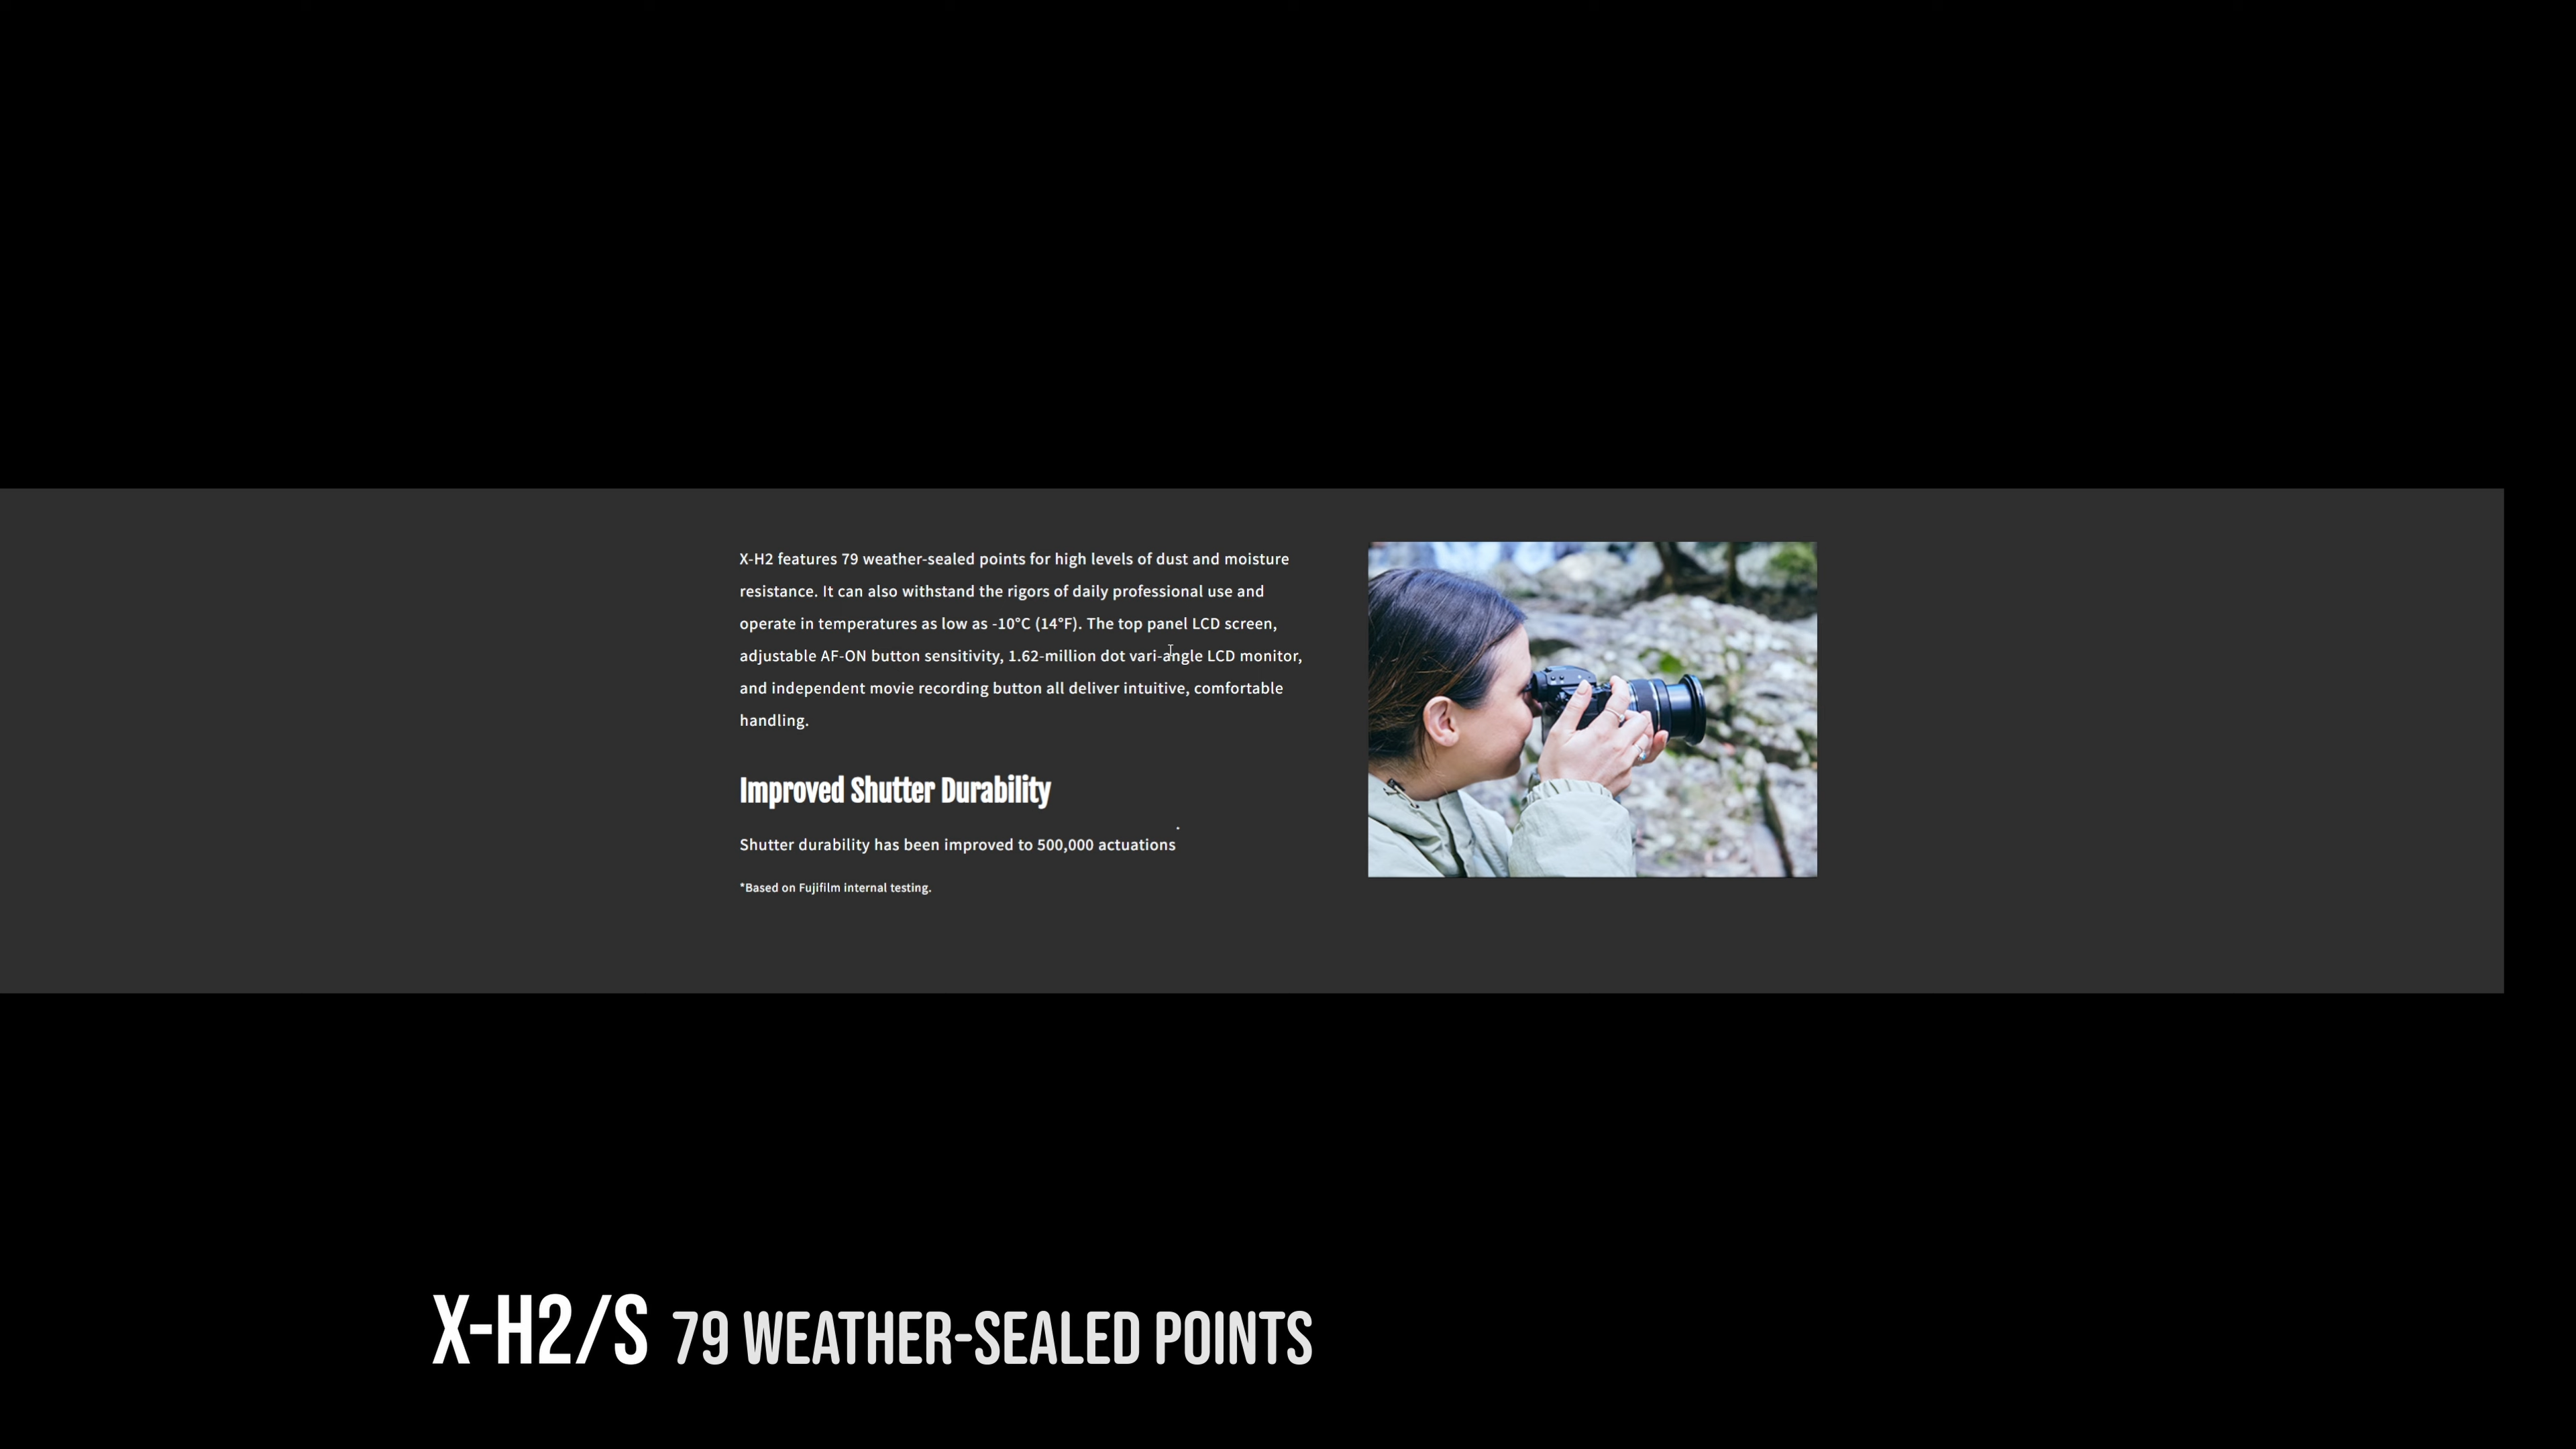 X-H2 features 79 weather-sealed points for high levels of dust and moisture
resistance. It can also withstand the rigors of daily professional use and
operate in temperatures as low as -10°C (14°F). The top panel LCD screen,
adjustable AF-ON button sensitivity, 1.62-million dot vari-angle LCD monitor,
and independent movie recording button all deliver intuitive, comfortable
handling.
Improved Shutter Durability
Shutter durability has been improved to 500,000 actuations*
*Based on Fujifilm internal testing.
X-H2/S 79 WEATHER-SEALED POINTS